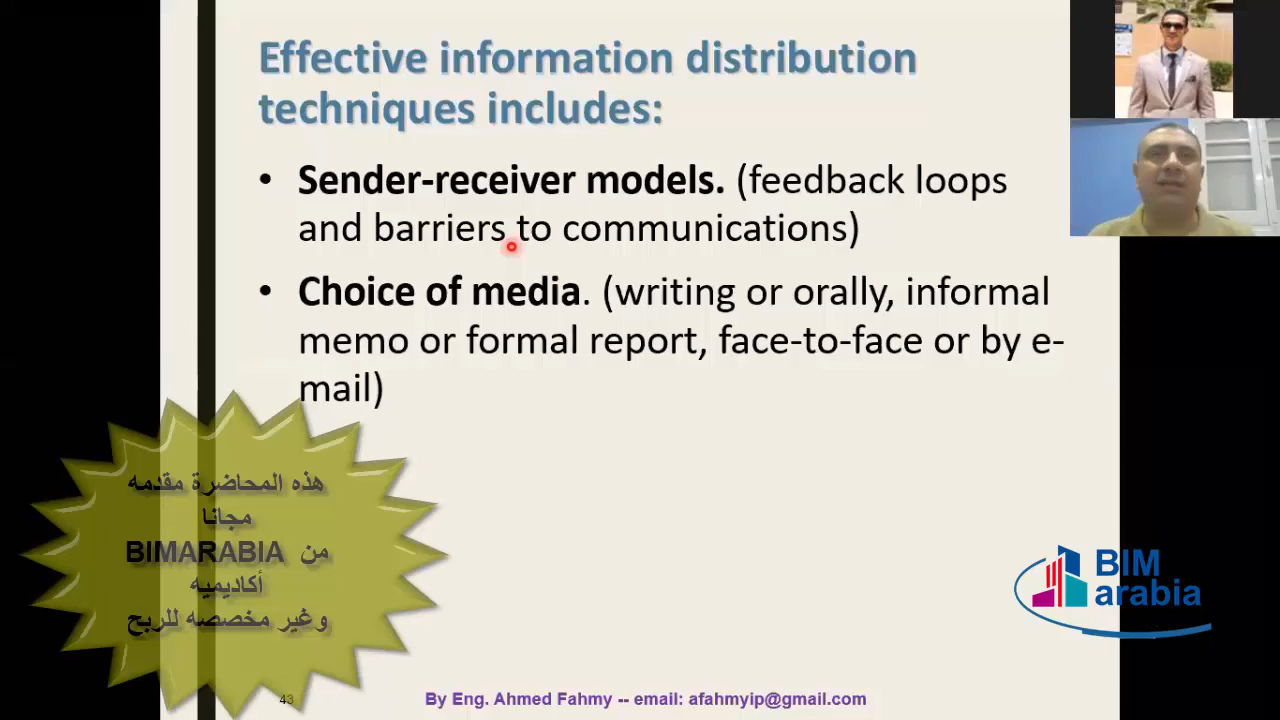 Effective information distribution
techniques includes:
• Sender-receiver models. (feedback loops
and barriers to communications)
• Choice of media. (writing or orally, informal
memo or formal report, face-to-face or by e-
mail)
هذه المحاضرة مقدمه
مجانا
من BIMARABIA
أكاديميه
وغير مخصصه للربح
BIM
arabia
43
By Eng. Ahmed Fahmy -- email: afahmyip@gmail.com